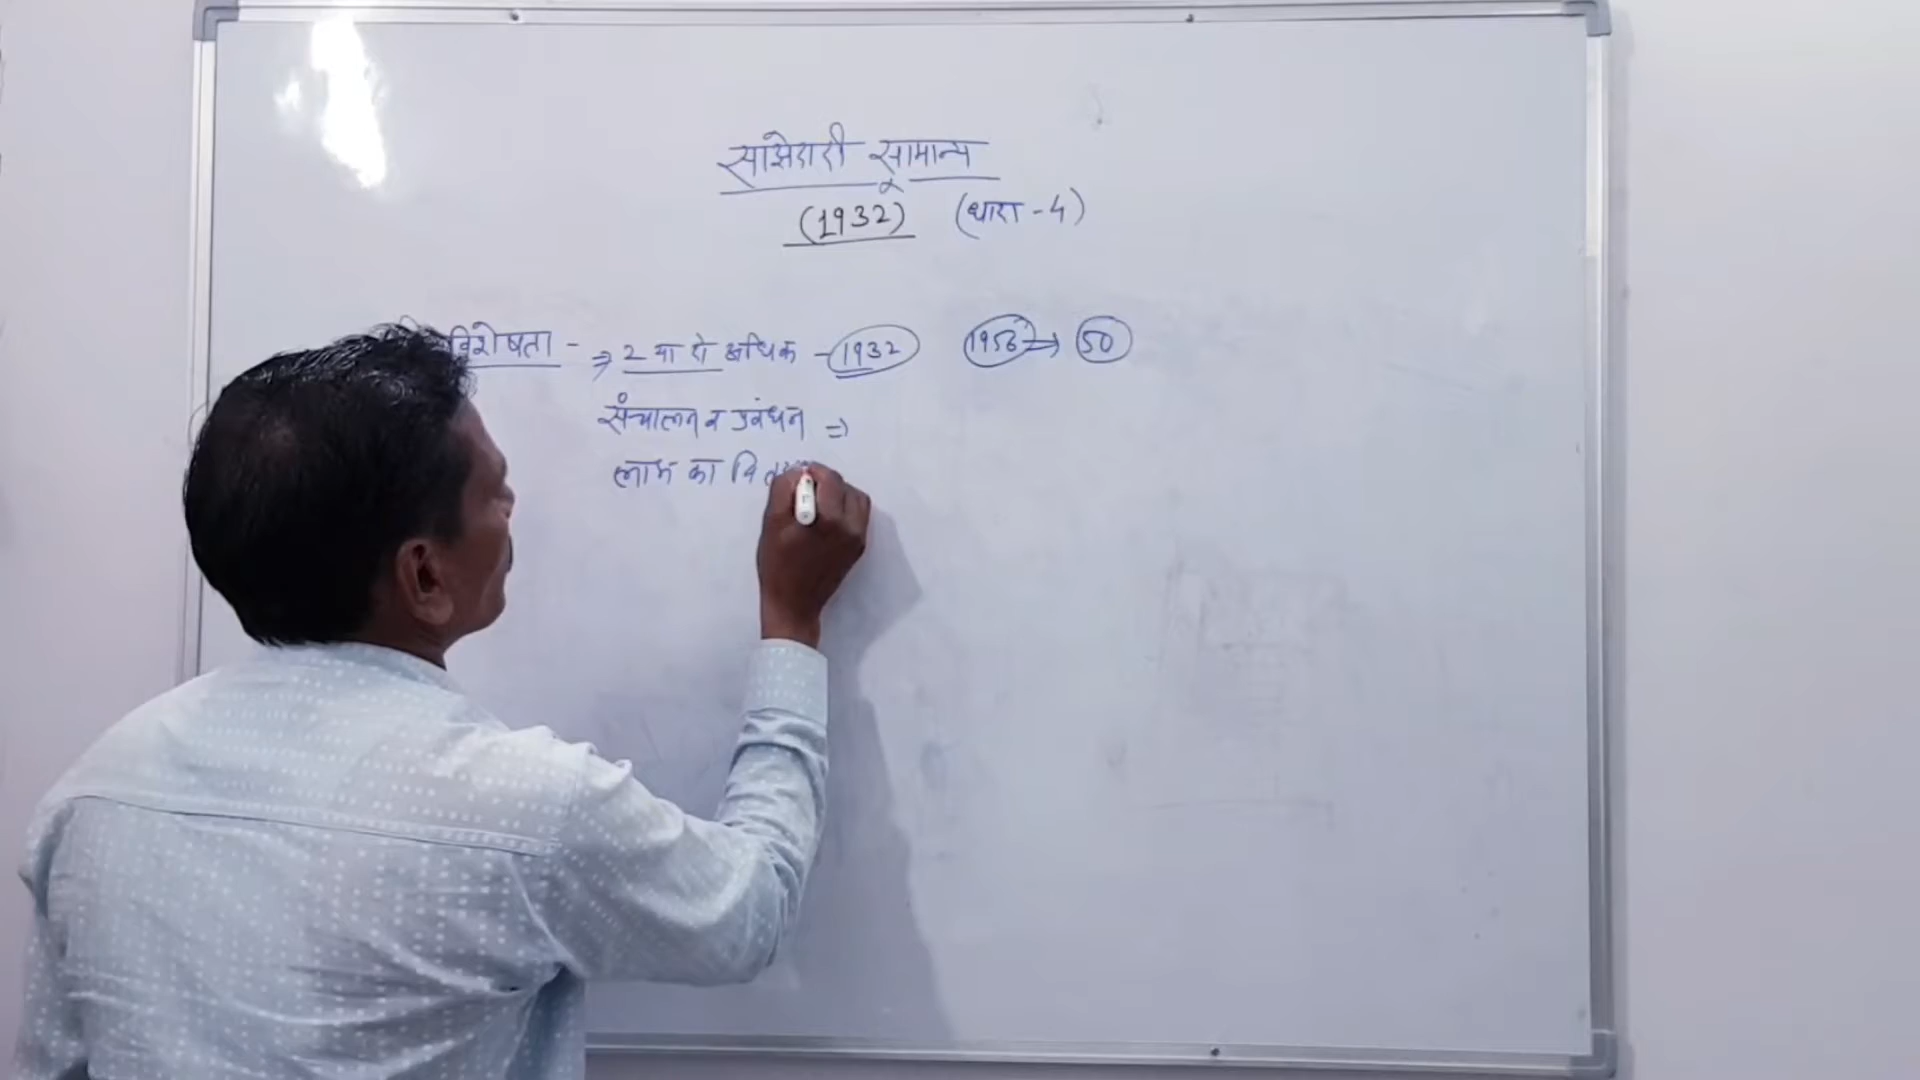 साझेदारी सामान्य
(1932) (धारा - 4)
विशेषता - ⇒ 2 या दो अधिक - 1932 1956 ⇒ 50
संचालन व प्रबंधन ⇒
लाभ का